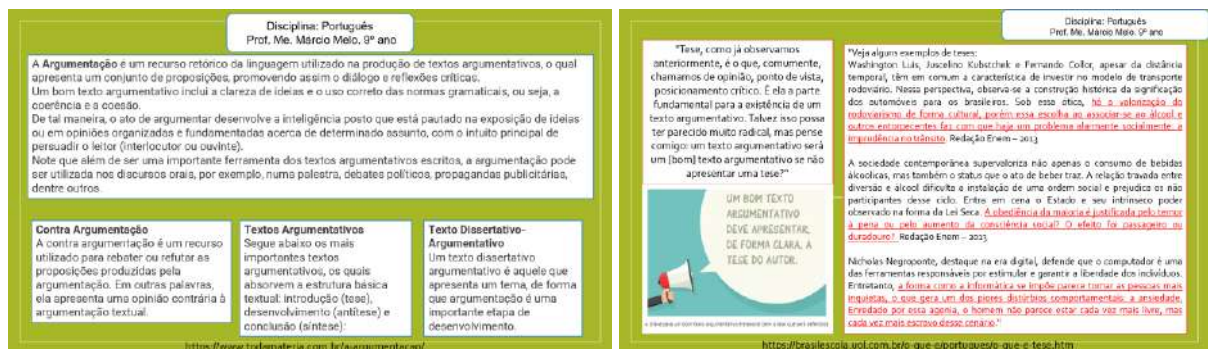 Disciplina: Português
Prof. Me. Márcio Melo. 9º ano
A Argumentação é um recurso retórico da linguagem utilizado na produção de textos argumentativos, o qual
apresenta um conjunto de proposições, promovendo assim o diálogo e reflexões críticas.
Um bom texto argumentativo inclui a clareza de ideias e o uso correto das normas gramaticais, ou seja, a
coerência e a coesão.
De tal maneira, o ato de argumentar desenvolve a inteligência posto que está pautado na exposição de ideias
ou em opiniões organizadas e fundamentadas acerca de determinado assunto, com o intuito principal de
persuadir o leitor (interlocutor ou ouvinte).
Note que além de ser uma importante ferramenta dos textos argumentativos escritos, a argumentação pode
ser utilizada nos discursos orais, por exemplo, numa palestra, debates políticos, propagandas publicitárias,
dentre outros.
Contra Argumentação
A contra argumentação é um recurso
utilizado para rebater ou refutar as
proposições produzidas pela
argumentação. Em outras palavras,
ela apresenta uma opinião contrária à
argumentação textual.
Textos Argumentativos
Segue abaixo os mais
importantes textos
argumentativos, os quais
absorvem a estrutura básica
textual: introdução (tese),
desenvolvimento (antítese) e
conclusão (síntese):
Texto Dissertativo-
Argumentativo
Um texto dissertativo
argumentativo é aquele que
apresenta um tema, de forma
que argumentação é uma
importante etapa de
desenvolvimento.
https://www.todamateria.com.br/a-argumentacao/
Disciplina: Português
Prof. Me. Márcio Melo. 9º ano
"Tese, como já observamos
anteriormente, é o que, comumente,
chamamos de opinião, ponto de vista,
posicionamento crítico. É ela a parte
fundamental para a existência de um
texto argumentativo. Talvez isso possa
ter parecido muito radical, mas pense
comigo: um texto argumentativo será
um [bom] texto argumentativo se não
apresentar uma tese?"
UM BOM TEXTO
ARGUMENTATIVO
DEVE APRESENTAR,
DE FORMA CLARA, A
TESE DO AUTOR.
"Veja alguns exemplos de teses:
Washington Luís, Juscelino Kubstchek e Fernando Collor, apesar da distância
temporal, têm em comum a característica de investir no modelo de transporte
rodoviário. Nessa perspectiva, observa-se a construção histórica da significação
dos automóveis para os brasileiros. Sob essa ótica, há a valorização do
rodoviarismo de forma cultural, porém essa escolha ao associar-se ao álcool e
outros entorpecentes faz com que haja um problema alarmante socialmente: a
imprudência no trânsito. Redação Enem – 2013
A sociedade contemporânea supervaloriza não apenas o consumo de bebidas
álcoolicas, mas também o status que o ato de beber traz. A relação travada entre
diversão e álcool dificulta a instalação de uma ordem social e prejudica os não
participantes desse ciclo. Entra em cena o Estado e seu intrínseco poder
observado na forma da Lei Seca. A obediência da maioria é justificada pelo temor
à pena ou pelo aumento da consciência social? O efeito foi passageiro ou
duradouro? Redação Enem – 2013
Nicholas Negroponte, destaque na era digital, defende que o computador é uma
das ferramentas responsáveis por estimular e garantir a liberdade dos indivíduos.
Entretanto, a forma como a informática se impôs parece tornar as pessoas mais
inquietas, o que gera um dos piores distúrbios comportamentais: a ansiedade.
Enredado por esta agonia, o homem não parece estar cada vez mais livre, mas
cada vez mais escravo desse cenário."
https://brasilescola.uol.com.br/o-que-e/portugues/o-que-e-tese.htm